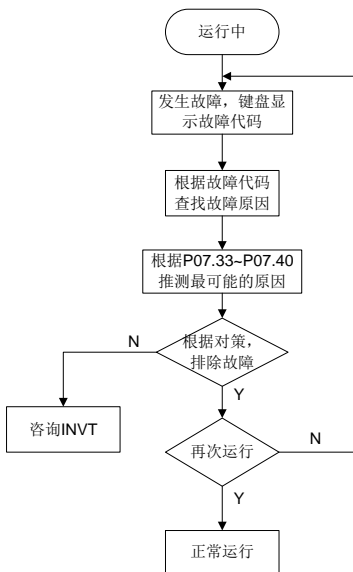 运行中
发生故障，键盘显
示故障代码
根据故障代码
查找故障原因
根据P07.33~P07.40
推测最可能的原因
N
根据对策，
排除故障
Y
咨询INVT
再次运行
N
Y
正常运行